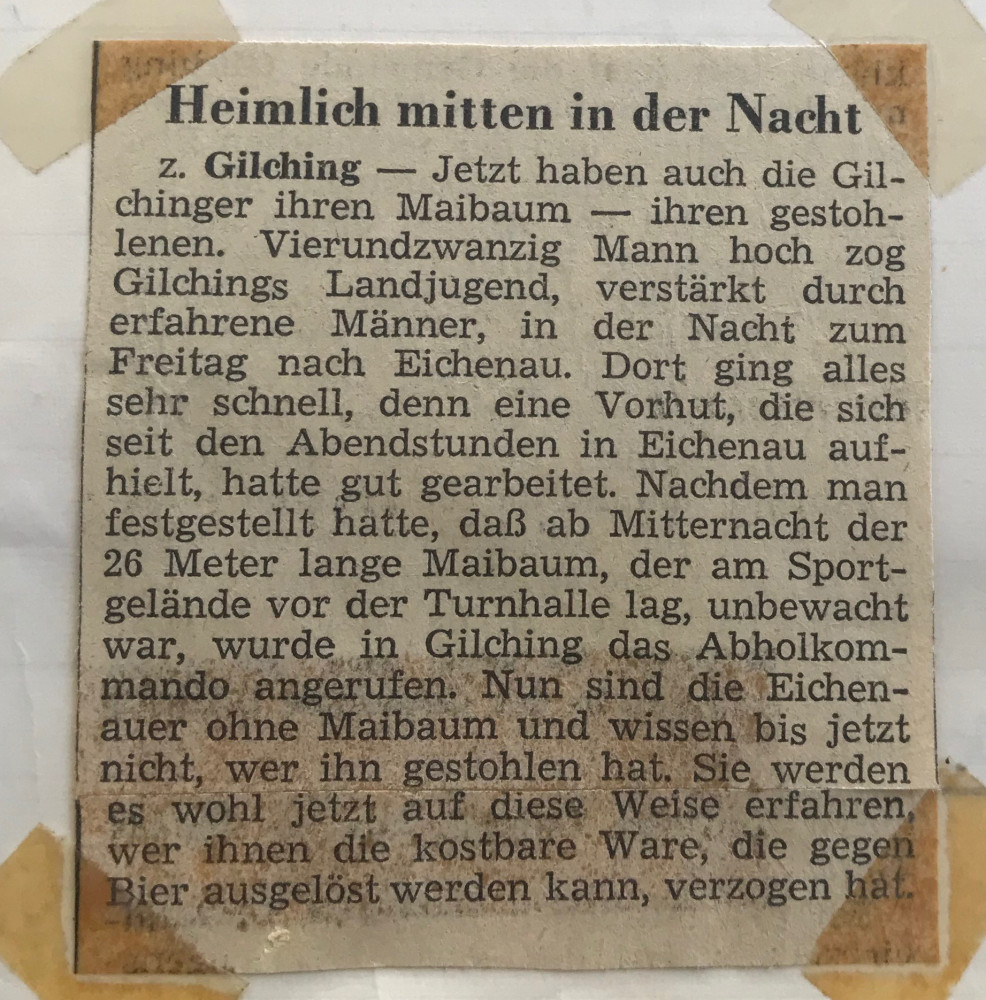 Heimlich mitten in der Nacht
z. Gilching — Jetzt haben auch die Gil-
chinger ihren Maibaum — ihren gestoh-
lenen. Vierundzwanzig Mann hoch zog
Gilchings Landjugend, verstärkt durch
erfahrene Männer, in der Nacht zum
Freitag nach Eichenau. Dort ging alles
sehr schnell, denn eine Vorhut, die sich
seit den Abendstunden in Eichenau auf-
hielt, hatte gut gearbeitet. Nachdem man
festgestellt hatte, daß ab Mitternacht der
26 Meter lange Maibaum, der am Sport-
gelände vor der Turnhalle lag, unbewacht
war, wurde in Gilching das Abholkom-
mando angerufen. Nun sind die Eichen-
auer ohne Maibaum und wissen bis jetzt
nicht, wer ihn gestohlen hat. Sie werden
es wohl jetzt auf diese Weise erfahren,
wer ihnen die kostbare Ware, die gegen
Bier ausgelöst werden kann, verzogen hat.